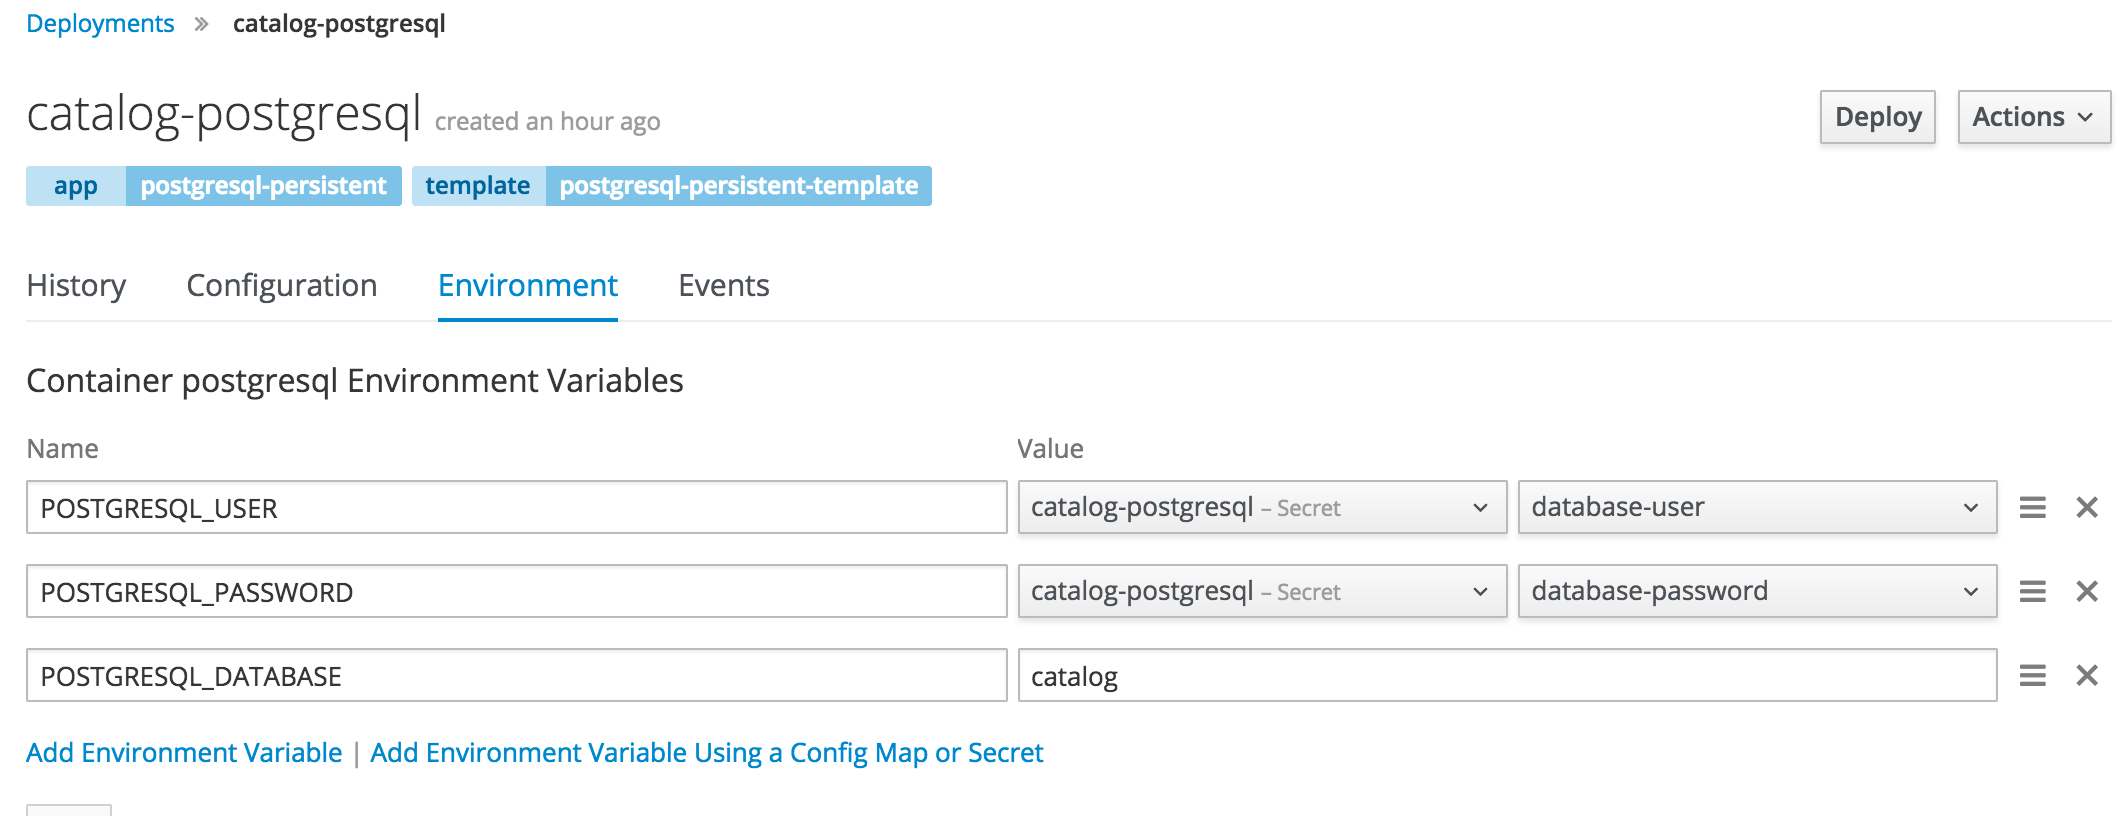 Deployments » catalog-postgresql
catalog-postgresql created an hour ago
Deploy Actions
app postgresql-persistent template postgresql-persistent-template
History Configuration Environment Events
Container postgresql Environment Variables
Name Value
POSTGRESQL_USER catalog-postgresql – Secret database-user
POSTGRESQL_PASSWORD catalog-postgresql – Secret database-password
POSTGRESQL_DATABASE catalog
Add Environment Variable | Add Environment Variable Using a Config Map or Secret